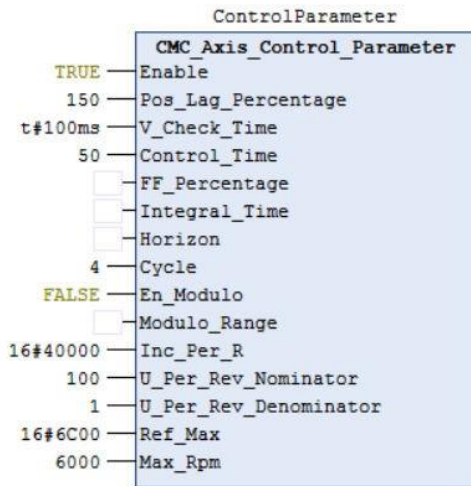 ControlParameter
CMC_Axis_Control_Parameter
TRUE Enable
150 Pos_Lag_Percentage
t#100ms V_Check_Time
50 Control_Time
FF_Percentage
Integral_Time
Horizon
4 Cycle
FALSE En_Modulo
Modulo_Range
16#40000 Inc_Per_R
100 U_Per_Rev_Nominator
1 U_Per_Rev_Denominator
16#6C00 Ref_Max
6000 Max_Rpm